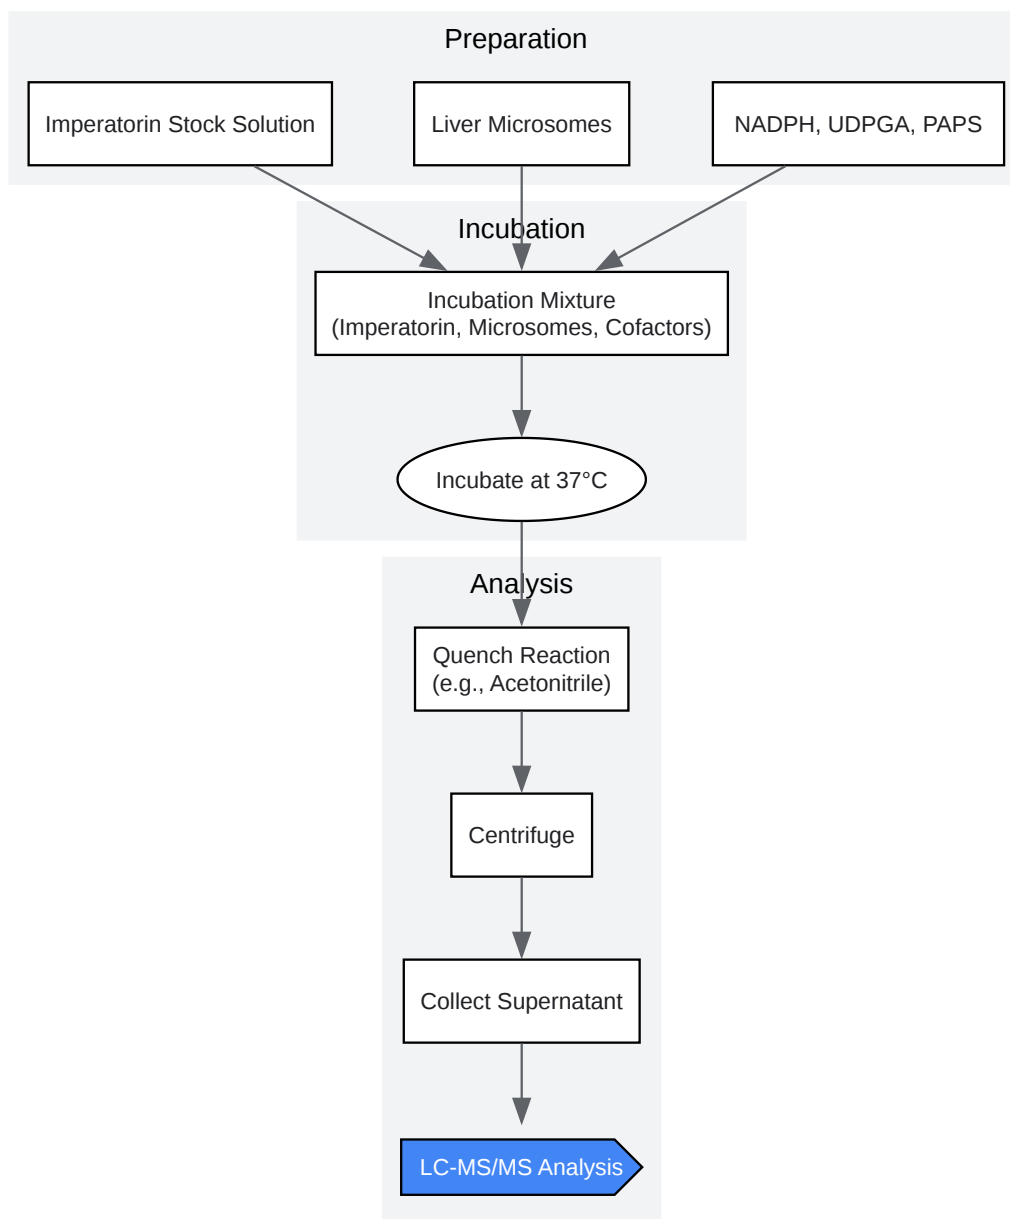 Preparation
Imperatorin Stock Solution
Liver Microsomes
NADPH, UDPGA, PAPS
Incubation
Incubation Mixture
(Imperatorin, Microsomes, Cofactors)
Incubate at 37°C
Analysis
Quench Reaction
(e.g., Acetonitrile)
Centrifuge
Collect Supernatant
LC-MS/MS Analysis